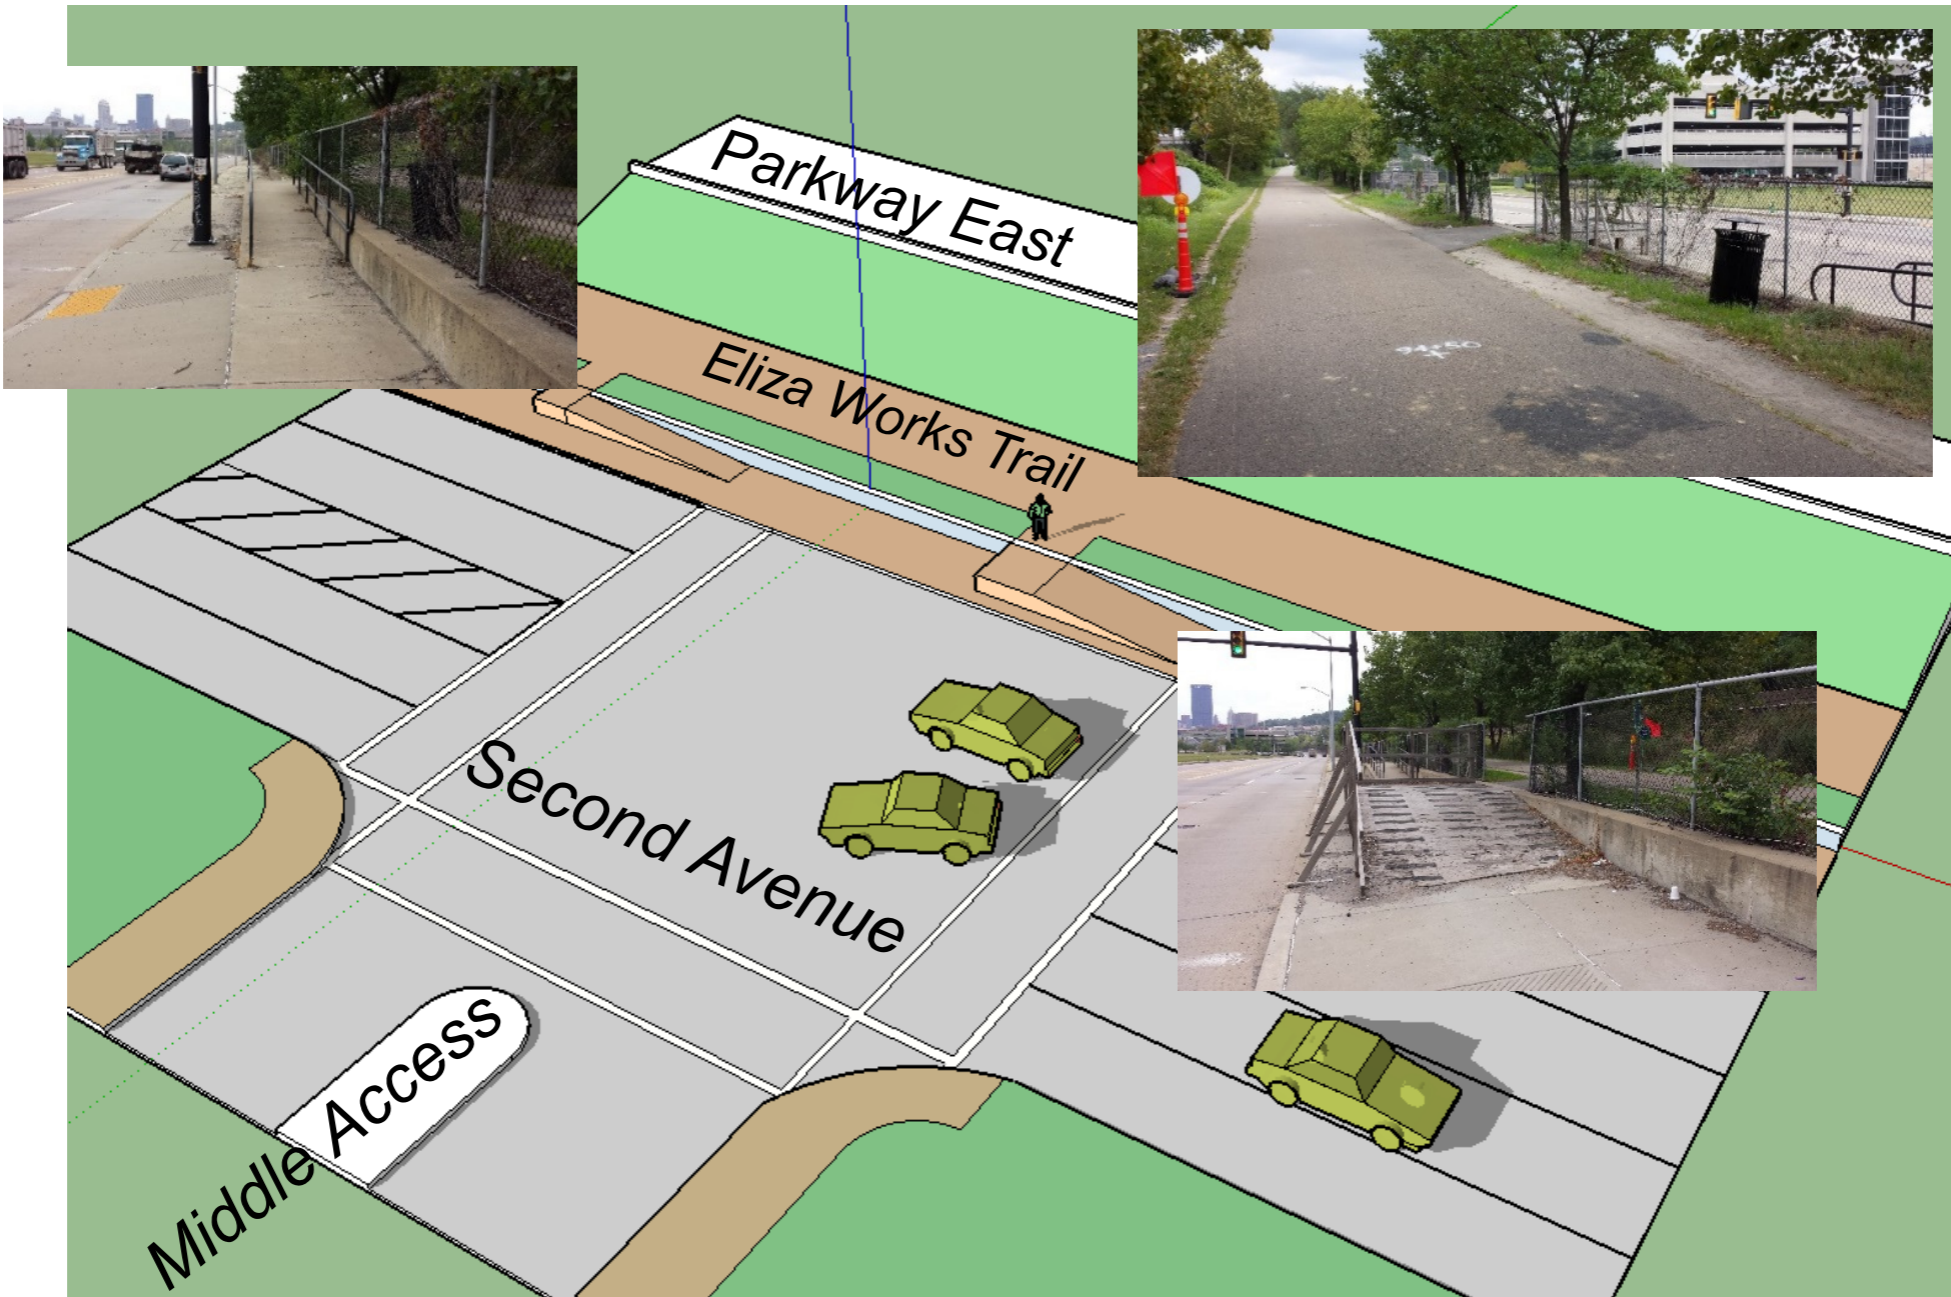 Parkway East
Eliza Works Trail
Second Avenue
Middle Access